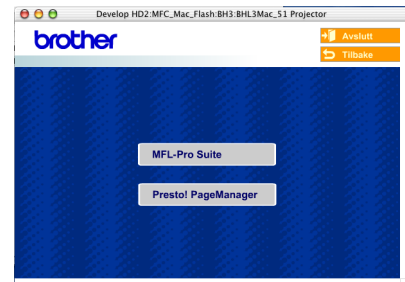 Develop HD2:MFC_Mac_Flash:BH3:BHL3Mac_51 Projector
brother
Avslutt
Tilbake
MFL-Pro Suite
Presto! PageManager